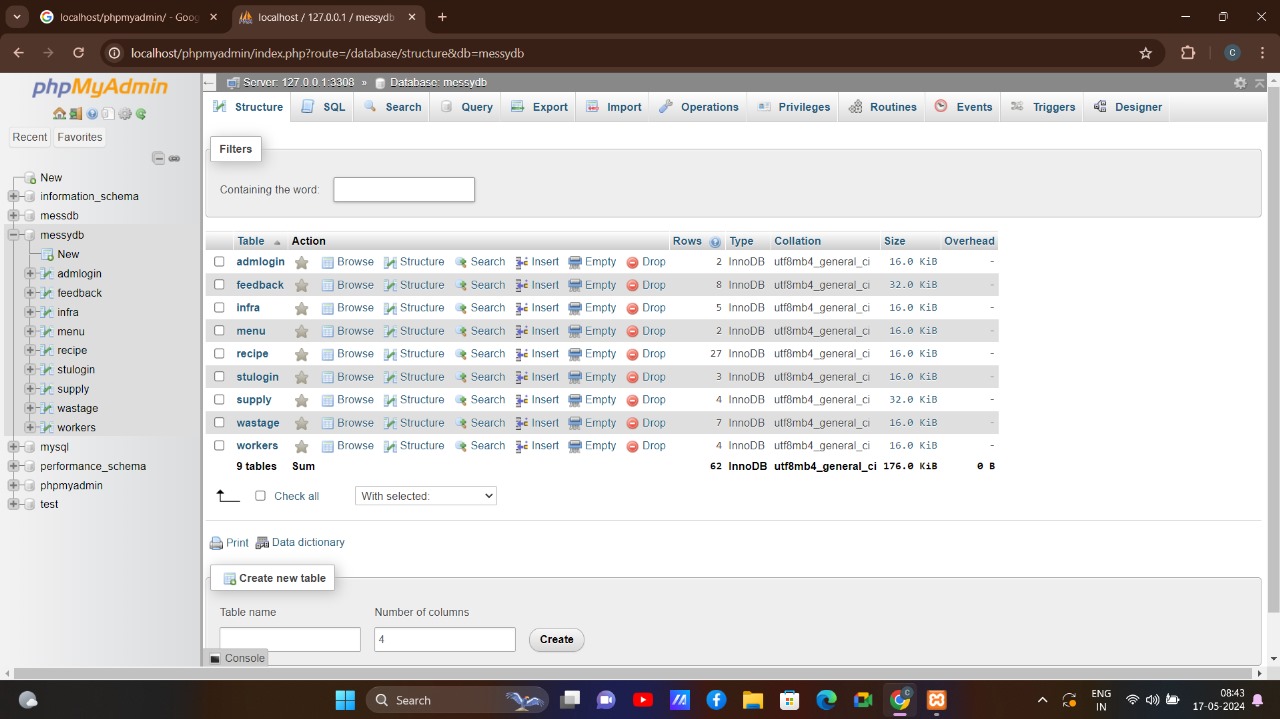 localhost/phpmyadmin/ - Goog
localhost / 127.0.0.1 / messydb
localhost/phpmyadmin/index.php?route=/database/structure&db=messydb
C
phpMyAdmin
Recent Favorites
New
information_schema
messdb
messydb
New
admlogin
feedback
infra
menu
recipe
stulogin
supply
wastage
workers
mysql
performance_schema
phpmyadmin
test
Server: 127.0.0.1:3308 » Database: messydb
Structure SQL Search Query Export Import Operations Privileges Routines Events Triggers Designer
Filters
Containing the word:
Table Action Rows Type Collation Size Overhead
admlogin Browse Structure Search Insert Empty Drop 2 InnoDB utf8mb4_general_ci 16.0 KiB -
feedback Browse Structure Search Insert Empty Drop 8 InnoDB utf8mb4_general_ci 32.0 KiB -
infra Browse Structure Search Insert Empty Drop 5 InnoDB utf8mb4_general_ci 16.0 KiB -
menu Browse Structure Search Insert Empty Drop 2 InnoDB utf8mb4_general_ci 16.0 KiB -
recipe Browse Structure Search Insert Empty Drop 27 InnoDB utf8mb4_general_ci 16.0 KiB -
stulogin Browse Structure Search Insert Empty Drop 3 InnoDB utf8mb4_general_ci 16.0 KiB -
supply Browse Structure Search Insert Empty Drop 4 InnoDB utf8mb4_general_ci 32.0 KiB -
wastage Browse Structure Search Insert Empty Drop 7 InnoDB utf8mb4_general_ci 16.0 KiB -
workers Browse Structure Search Insert Empty Drop 4 InnoDB utf8mb4_general_ci 16.0 KiB -
9 tables Sum 62 InnoDB utf8mb4_general_ci 176.0 KiB 0 B
Check all With selected:
Print Data dictionary
Create new table
Table name Number of columns
4 Create
Console
Search
ENG
IN
08:43
17-05-2024